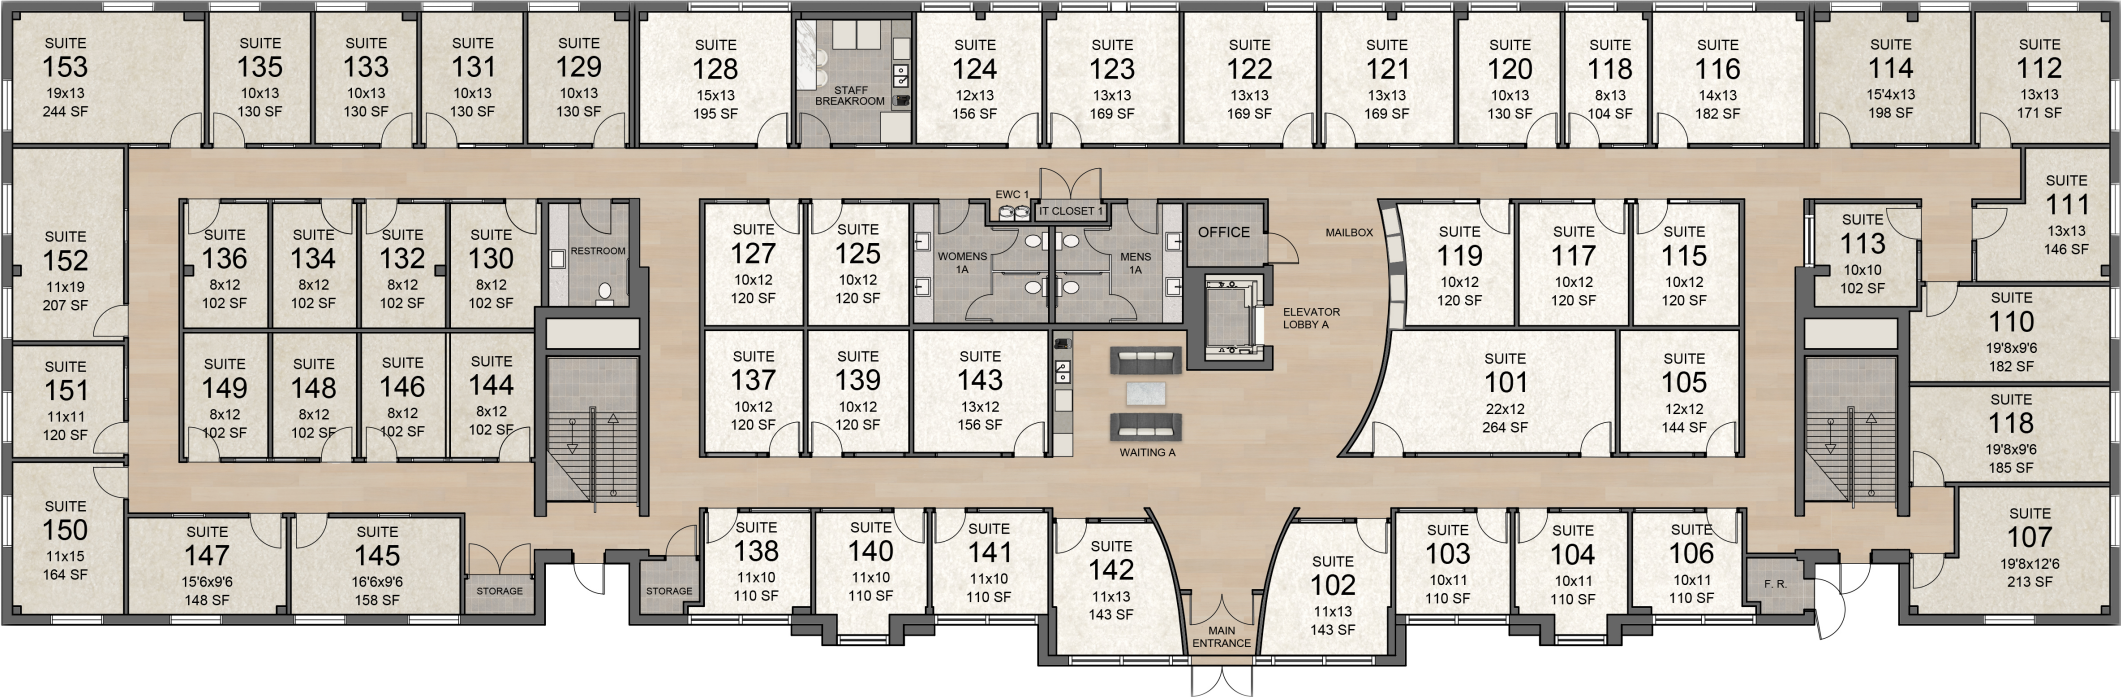 SUITE
153
19x13
244 SF
SUITE
135
10x13
130 SF
SUITE
133
10x13
130 SF
SUITE
131
10x13
130 SF
SUITE
129
10x13
130 SF
SUITE
128
15x13
195 SF
STAFF
BREAKROOM
SUITE
124
12x13
156 SF
SUITE
123
13x13
169 SF
SUITE
122
13x13
169 SF
SUITE
121
13x13
169 SF
SUITE
120
10x13
130 SF
SUITE
118
8x13
104 SF
SUITE
116
14x13
182 SF
SUITE
114
15'4x13
198 SF
SUITE
112
13x13
171 SF
SUITE
152
11x19
207 SF
SUITE
136
8x12
102 SF
SUITE
134
8x12
102 SF
SUITE
132
8x12
102 SF
SUITE
130
8x12
102 SF
RESTROOM
SUITE
127
10x12
120 SF
SUITE
125
10x12
120 SF
WOMENS
1A
EWC 1
IT CLOSET 1
MENS
1A
OFFICE
ELEVATOR
LOBBY A
MAILBOX
SUITE
119
10x12
120 SF
SUITE
117
10x12
120 SF
SUITE
115
10x12
120 SF
SUITE
113
10x10
102 SF
SUITE
111
13x13
146 SF
SUITE
110
19'8x9'6
182 SF
SUITE
151
11x11
120 SF
SUITE
149
8x12
102 SF
SUITE
148
8x12
102 SF
SUITE
146
8x12
102 SF
SUITE
144
8x12
102 SF
SUITE
137
10x12
120 SF
SUITE
139
10x12
120 SF
SUITE
143
13x12
156 SF
WAITING A
SUITE
101
22x12
264 SF
SUITE
105
12x12
144 SF
SUITE
118
19'8x9'6
185 SF
SUITE
150
11x15
164 SF
SUITE
147
15'6x9'6
148 SF
SUITE
145
16'6x9'6
158 SF
STORAGE
STORAGE
SUITE
138
11x10
110 SF
SUITE
140
11x10
110 SF
SUITE
141
11x10
110 SF
SUITE
142
11x13
143 SF
MAIN
ENTRANCE
SUITE
102
11x13
143 SF
SUITE
103
10x11
110 SF
SUITE
104
10x11
110 SF
SUITE
106
10x11
110 SF
F. R.
SUITE
107
19'8x12'6
213 SF